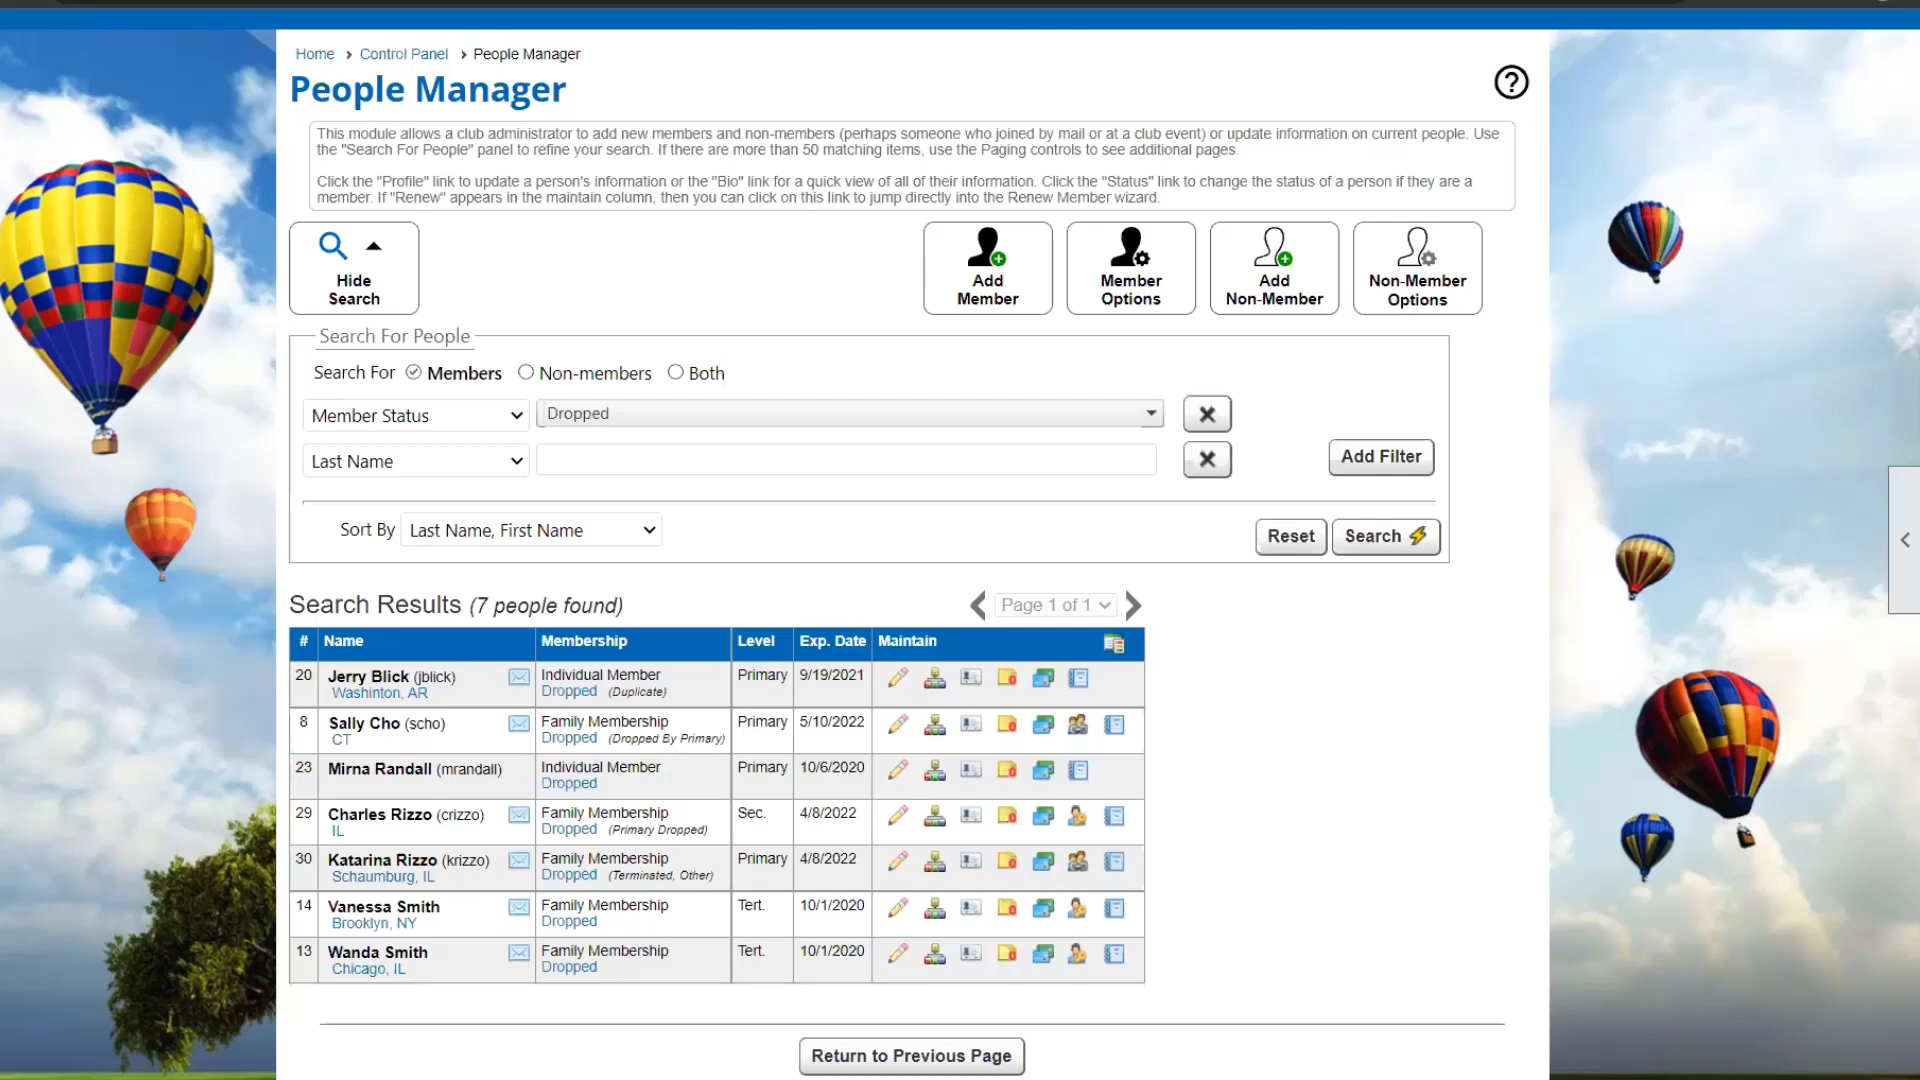 Home › Control Panel › People Manager
People Manager
This module allows a club administrator to add new members and non-members (perhaps someone who joined by mail or at a club event) or update information on current people. Use
the "Search For People" panel to refine your search. If there are more than 50 matching items, use the Paging controls to see additional pages.
Click the "Profile" link to update a person's information or the "Bio" link for a quick view of all of their information. Click the "Status" link to change the status of a person if they are a
member. If "Renew" appears in the maintain column, then you can click on this link to jump directly into the Renew Member wizard.
Hide
Search
Add
Member
Member
Options
Add
Non-Member
Non-Member
Options
Search For People
Search For Members Non-members Both
Member Status Dropped
Last Name
Add Filter
Sort By Last Name, First Name
Reset Search
Search Results (7 people found) Page 1 of 1
# Name Membership Level Exp. Date Maintain
20 Jerry Blick (jblick) Individual Member Primary 9/19/2021
Washinton, AR Dropped (Duplicate)
8 Sally Cho (scho) Family Membership Primary 5/10/2022
CT Dropped (Dropped By Primary)
23 Mirna Randall (mrandall) Individual Member Primary 10/6/2020
Dropped
29 Charles Rizzo (crizzo) Family Membership Sec. 4/8/2022
IL Dropped (Primary Dropped)
30 Katarina Rizzo (krizzo) Family Membership Primary 4/8/2022
Schaumburg, IL Dropped (Terminated, Other)
14 Vanessa Smith Family Membership Tert. 10/1/2020
Brooklyn, NY Dropped
13 Wanda Smith Family Membership Tert. 10/1/2020
Chicago, IL Dropped
Return to Previous Page